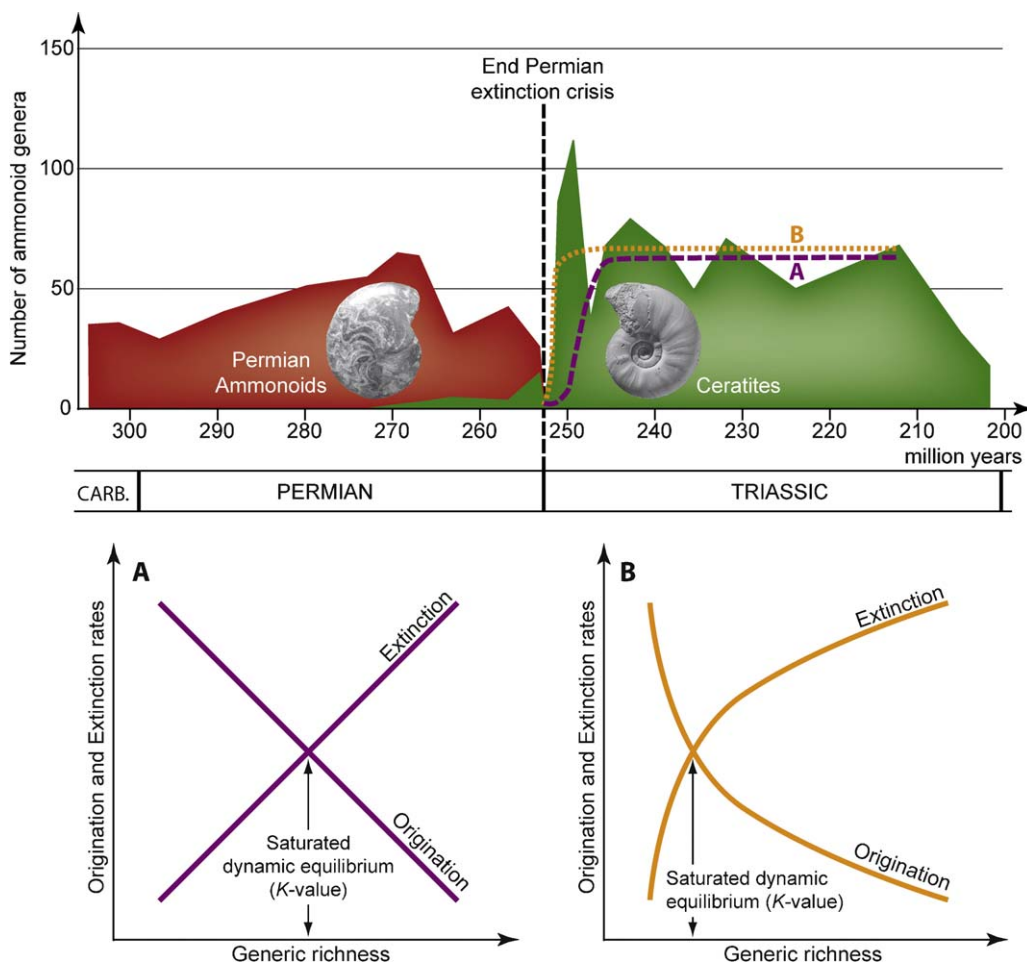 150
End Permian
extinction crisis
Number of ammonoid genera
100
B
A
50
Permian
Ammonoids
Ceratites
0
300 290 280 270 260 250 240 230 220 210 200
million years
CARB. PERMIAN TRIASSIC
A
Origination and Extinction rates
Extinction
Origination
Saturated
dynamic equilibrium
(K-value)
Generic richness
B
Origination and Extinction rates
Extinction
Origination
Saturated dynamic
equilibrium (K-value)
Generic richness